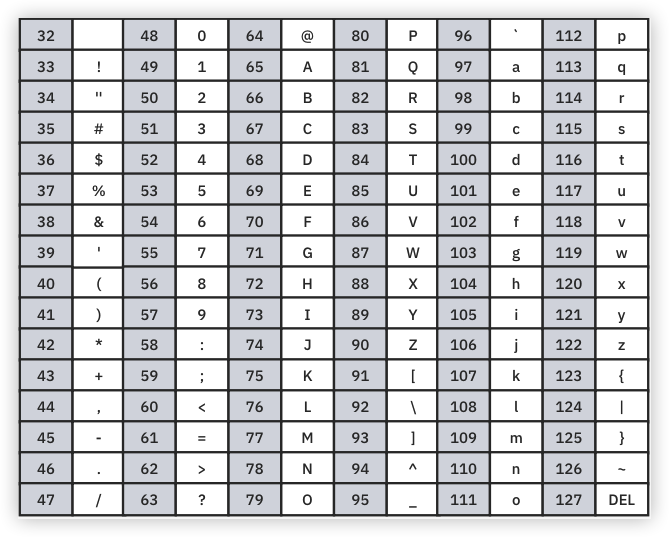 32 48 0 64 @ 80 P 96 ` 112 p
33 ! 49 1 65 A 81 Q 97 a 113 q
34 " 50 2 66 B 82 R 98 b 114 r
35 # 51 3 67 C 83 S 99 c 115 s
36 $ 52 4 68 D 84 T 100 d 116 t
37 % 53 5 69 E 85 U 101 e 117 u
38 & 54 6 70 F 86 V 102 f 118 v
39 ' 55 7 71 G 87 W 103 g 119 w
40 ( 56 8 72 H 88 X 104 h 120 x
41 ) 57 9 73 I 89 Y 105 i 121 y
42 * 58 : 74 J 90 Z 106 j 122 z
43 + 59 ; 75 K 91 [ 107 k 123 {
44 , 60 < 76 L 92 \ 108 l 124 |
45 - 61 = 77 M 93 ] 109 m 125 }
46 . 62 > 78 N 94 ^ 110 n 126 ~
47 / 63 ? 79 O 95 _ 111 o 127 DEL